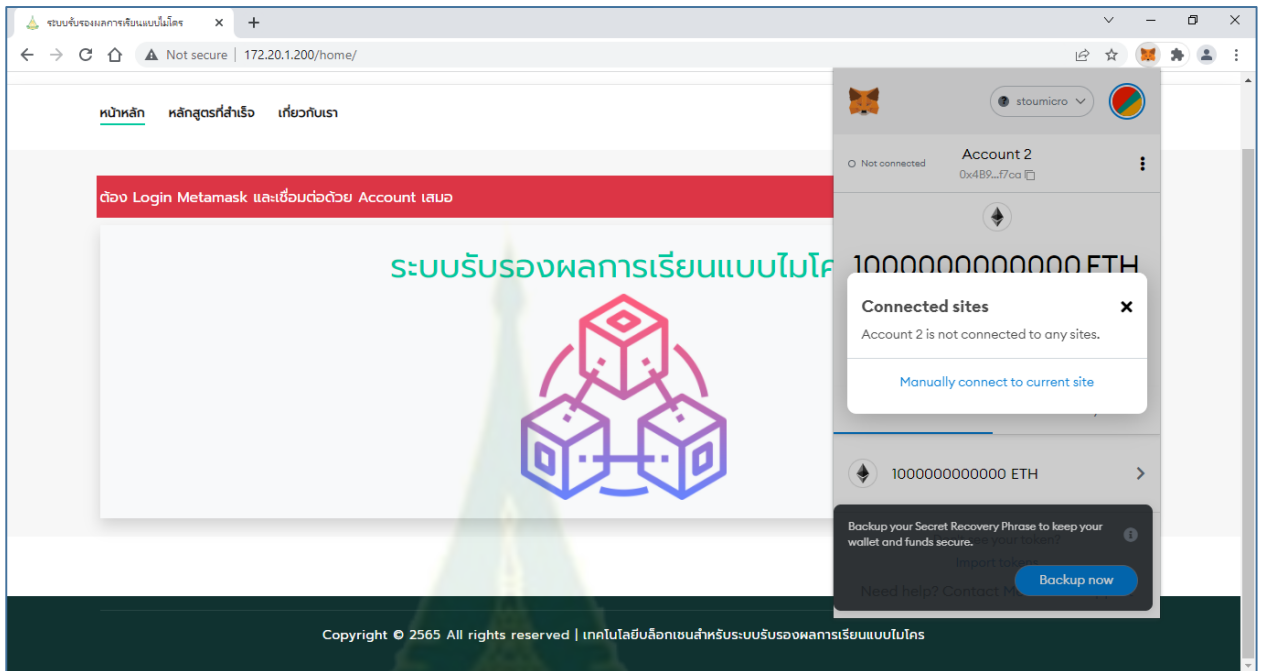 ระบบรับรองผลการเรียนแบบไมโคร
Not secure | 172.20.1.200/home/
หน้าหลัก หลักสูตรที่สำเร็จ เกี่ยวกับเรา
ต้อง Login Metamask และเชื่อมต่อด้วย Account เสมอ
ระบบรับรองผลการเรียนแบบไมโค
stoumicro
Not connected
Account 2
0x4B9...f7ca
1000000000000 ETH
Connected sites
Account 2 is not connected to any sites.
Manually connect to current site
1000000000000 ETH
Backup your Secret Recovery Phrase to keep your
wallet and funds secure.
your token?
Import token
Backup now
Need help? Contact M
Copyright © 2565 All rights reserved | เทคโนโลยีบล็อกเชนสำหรับระบบรับรองผลการเรียนแบบไมโคร